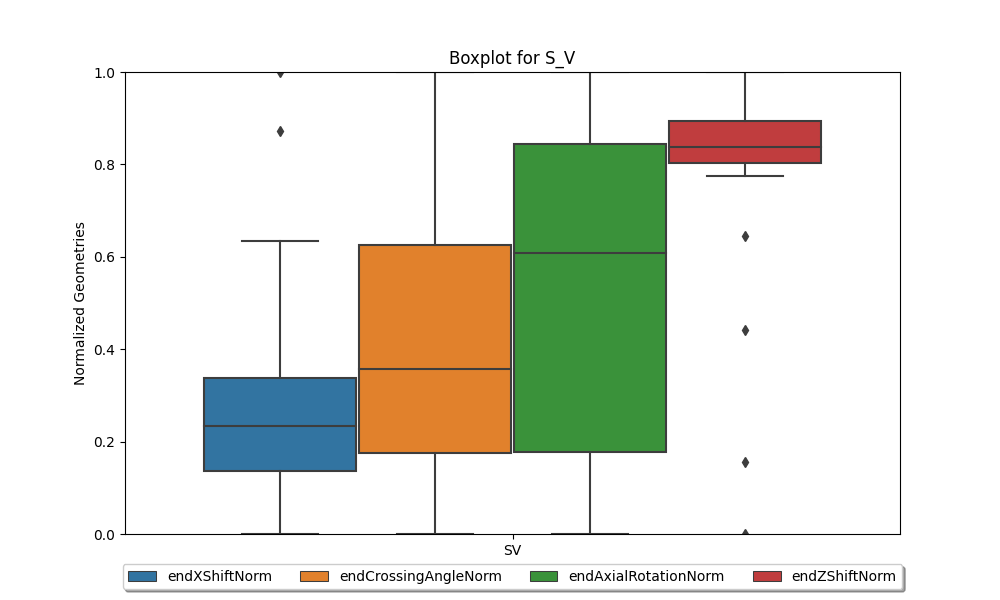 Boxplot for S_V
Normalized Geometries
1.0
0.8
0.6
0.4
0.2
0.0
SV
endXShiftNorm endCrossingAngleNorm endAxialRotationNorm endZShiftNorm